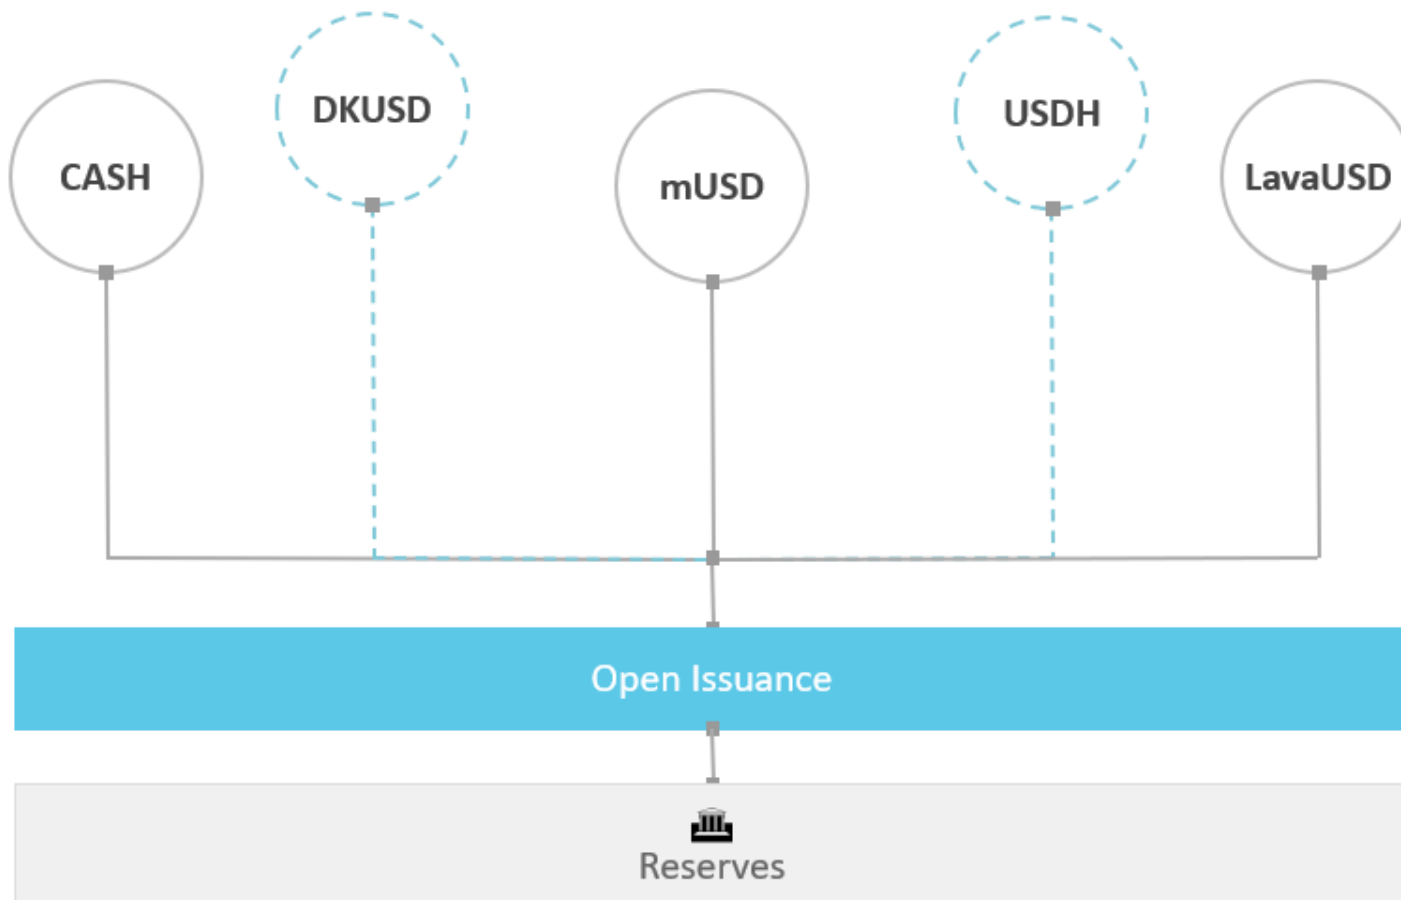 CASH
DKUSD
mUSD
USDH
LavaUSD
Open Issuance
Reserves